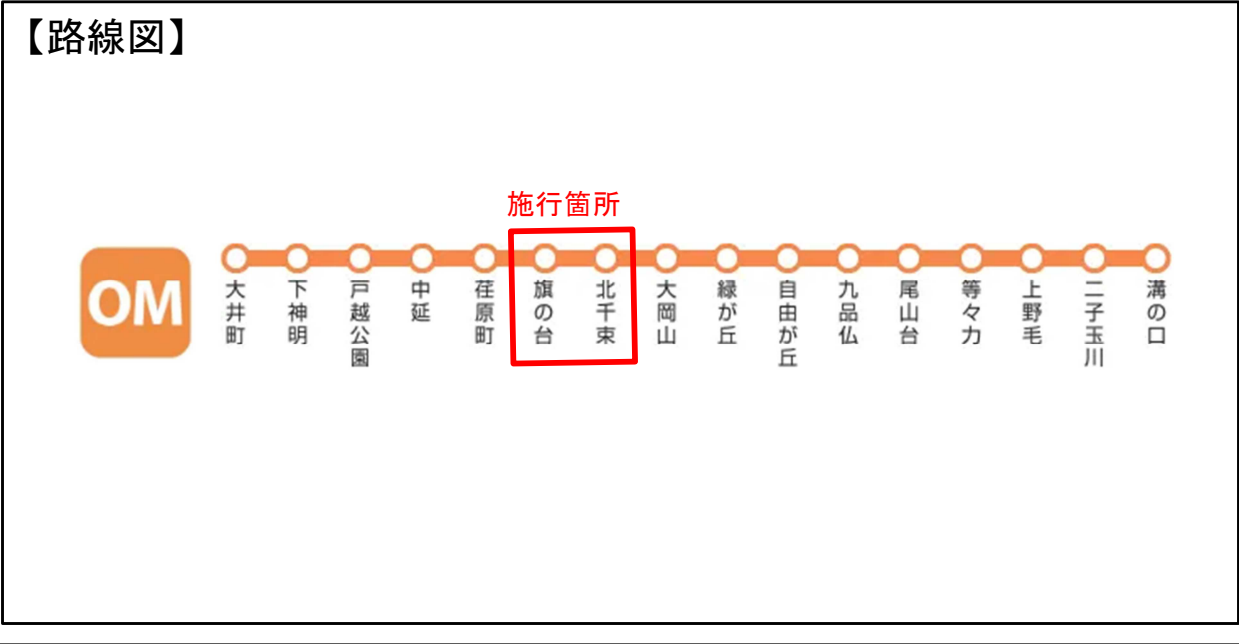 【路線図】
施行箇所
OM
大井町
下神明
戸越公園
中延
荏原町
旗の台
北千束
大岡山
緑が丘
自由が丘
九品仏
尾山台
等々力
上野毛
二子玉川
溝の口